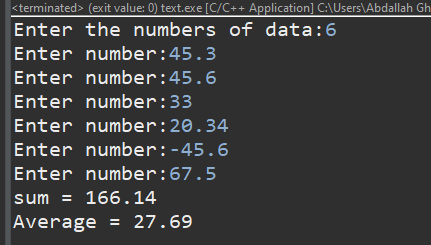 <terminated> (exit value: 0) text.exe [C/C++ Application] C:\Users\Abdallah Gh
Enter the numbers of data:6
Enter number:45.3
Enter number:45.6
Enter number:33
Enter number:20.34
Enter number:-45.6
Enter number:67.5
sum = 166.14
Average = 27.69